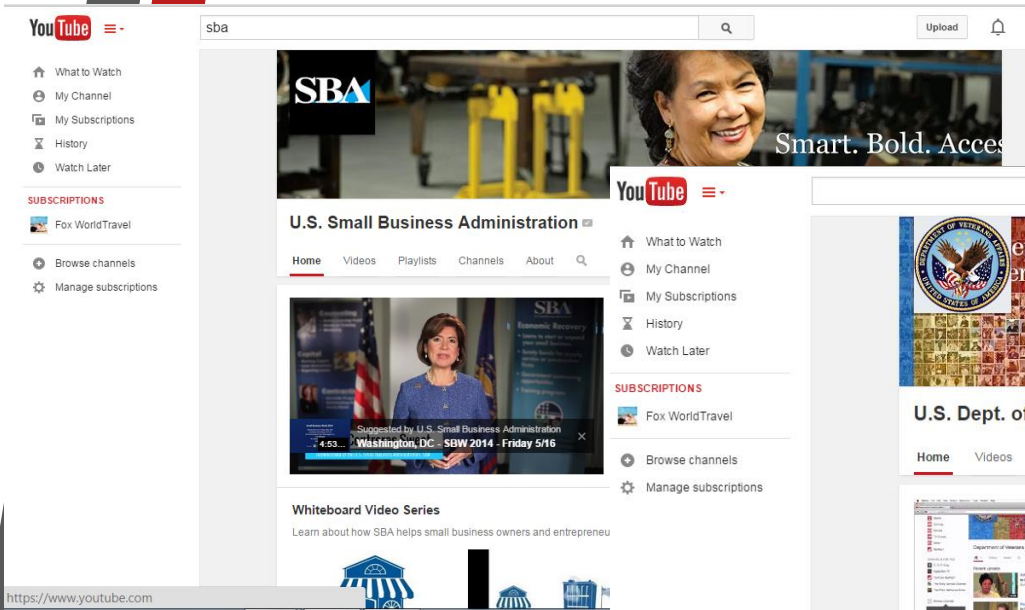 YouTube
sba
Upload
What to Watch
My Channel
My Subscriptions
History
Watch Later
SUBSCRIPTIONS
Fox WorldTravel
Browse channels
Manage subscriptions
SBA
Smart. Bold. Acces
U.S. Small Business Administration
Home Videos Playlists Channels About
SBA
Counseling
Capital
Economic Recovery
Suggested by U.S. Small Business Administration
4:53...
Washington, DC - SBW 2014 - Friday 5/16
Whiteboard Video Series
Learn about how SBA helps small business owners and entrepreneu
https://www.youtube.com
YouTube
What to Watch
My Channel
My Subscriptions
History
Watch Later
SUBSCRIPTIONS
Fox WorldTravel
Browse channels
Manage subscriptions
DEPARTMENT OF VETERANS AFFAIRS
UNITED STATES OF AMERICA
U.S. Dept. of
Home Videos